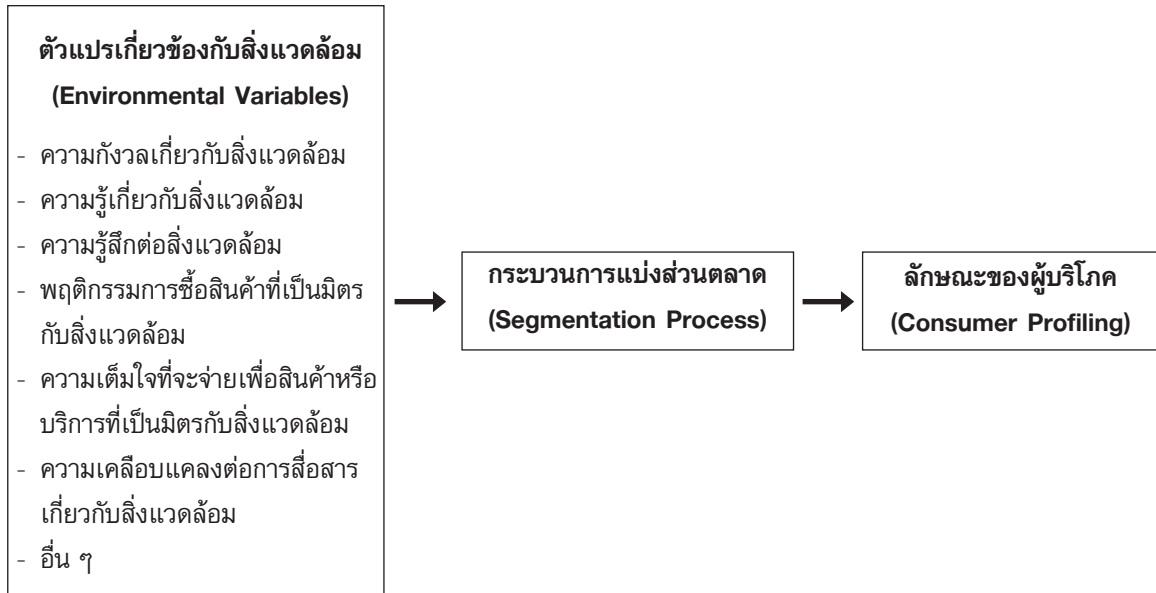 ตัวแปรเกี่ยวข้องกับสิ่งแวดล้อม
(Environmental Variables)
- ความกังวลเกี่ยวกับสิ่งแวดล้อม
- ความรู้เกี่ยวกับสิ่งแวดล้อม
- ความรู้สึกต่อสิ่งแวดล้อม
- พฤติกรรมการซื้อสินค้าที่เป็นมิตร
กับสิ่งแวดล้อม
- ความเต็มใจที่จะจ่ายเพื่อสินค้าหรือ
บริการที่เป็นมิตรกับสิ่งแวดล้อม
- ความเคลือบแคลงต่อการสื่อสาร
เกี่ยวกับสิ่งแวดล้อม
- อื่น ๆ
กระบวนการแบ่งส่วนตลาด
(Segmentation Process)
ลักษณะของผู้บริโภค
(Consumer Profiling)